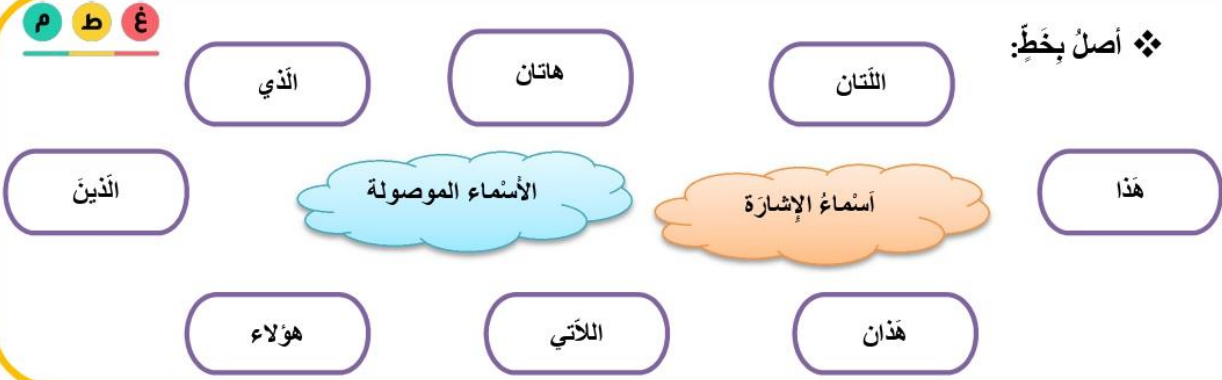 ❖ أصلُ بِخَطٍّ:
غ ط م
اللَتان
هاتان
الَذي
هَذا
اَسْماءُ الإِشارَة
الأَسْماء الموصولة
الَذينَ
هَذان
اللاَتي
هؤلاء